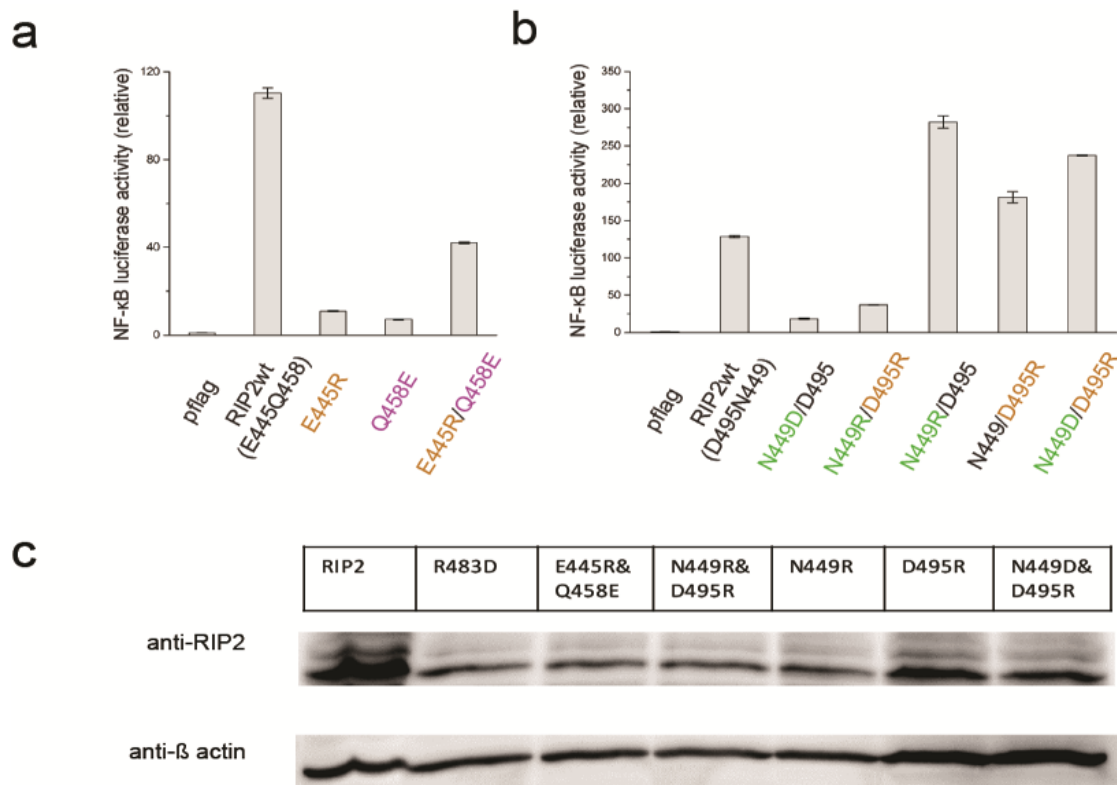 a
NF-κB luciferase activity (relative)
120
80
40
0
pflag
RIP2wt
(E445Q458)
E445R
Q458E
E445R/Q458E
b
NF-κB luciferase activity (relative)
350
300
250
200
150
100
50
0
pflag
RIP2wt
(D495N449)
N449D/D495
N449R/D495R
N449R/D495
N449/D495R
N449D/D495R
c
RIP2
R483D
E445R&
Q458E
N449R&
D495R
N449R
D495R
N449D&
D495R
anti-RIP2
anti-ß actin